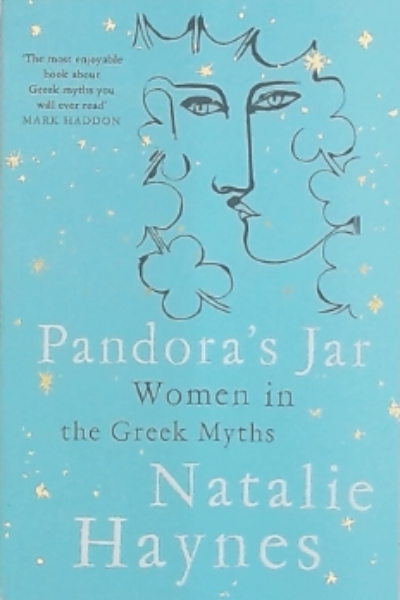 'The most enjoyable
book about
Greek myths you
will ever read'
MARK HADDON
Pandora's Jar
Women in
the Greek Myths
Natalie
Haynes